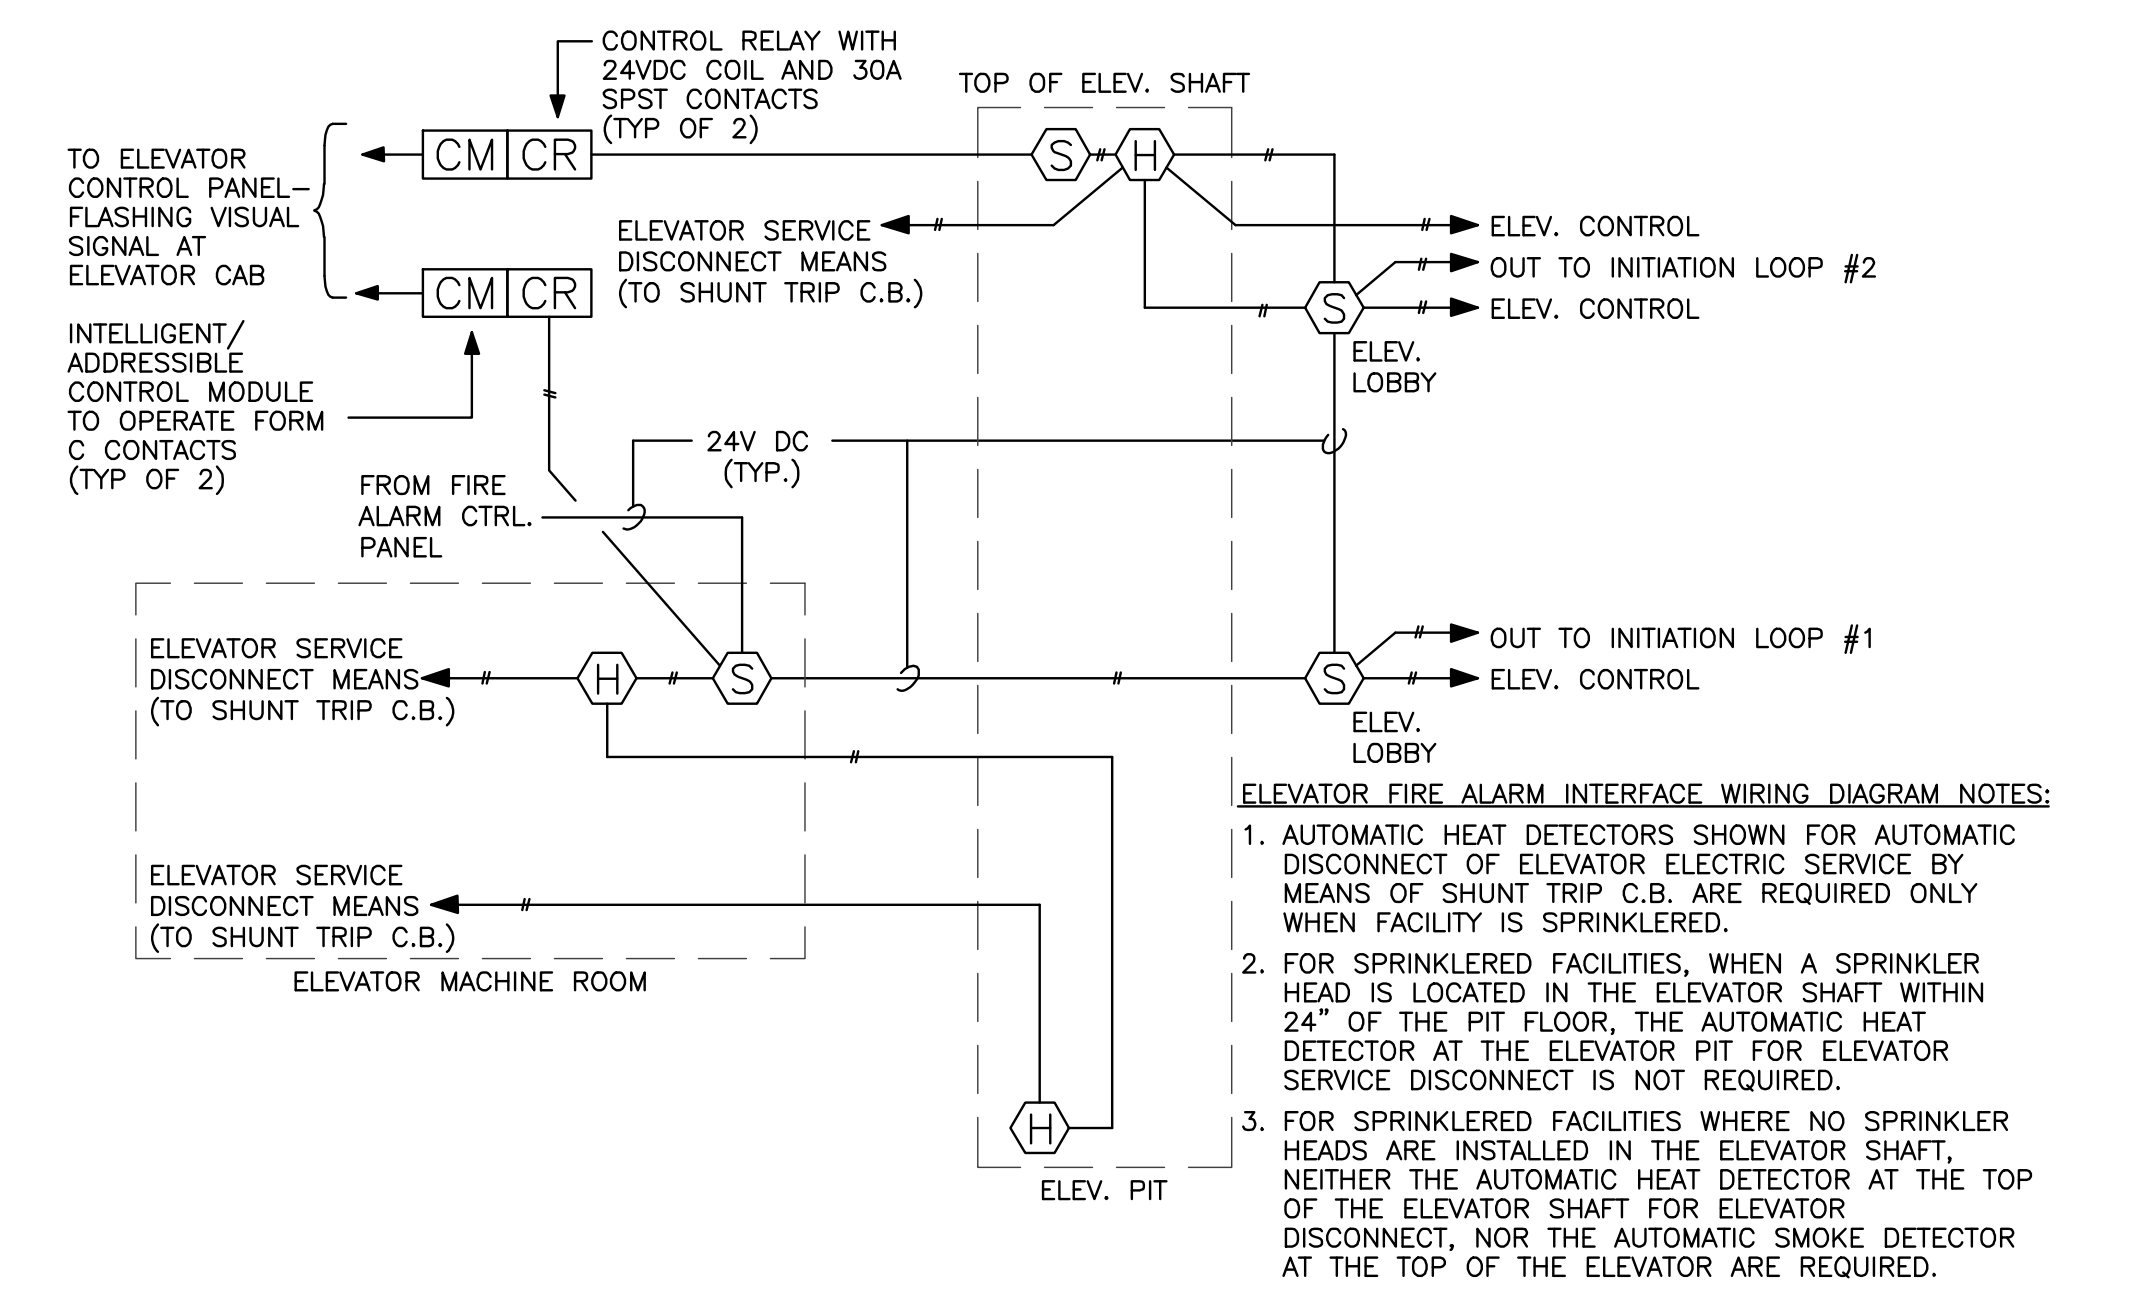 CONTROL RELAY WITH
24VDC COIL AND 30A
SPST CONTACTS
(TYP OF 2)
TOP OF ELEV. SHAFT
TO ELEVATOR
CONTROL PANEL-
FLASHING VISUAL
SIGNAL AT
ELEVATOR CAB
CM CR
S H
ELEVATOR SERVICE
DISCONNECT MEANS
(TO SHUNT TRIP C.B.)
ELEV. CONTROL
OUT TO INITIATION LOOP #2
ELEV. CONTROL
CM CR
S
ELEV.
LOBBY
INTELLIGENT/
ADDRESSIBLE
CONTROL MODULE
TO OPERATE FORM
C CONTACTS
(TYP OF 2)
24V DC
(TYP.)
FROM FIRE
ALARM CTRL.
PANEL
ELEVATOR SERVICE
DISCONNECT MEANS
(TO SHUNT TRIP C.B.)
H S
S
OUT TO INITIATION LOOP #1
ELEV. CONTROL
ELEV.
LOBBY
ELEVATOR SERVICE
DISCONNECT MEANS
(TO SHUNT TRIP C.B.)
ELEVATOR MACHINE ROOM
H
ELEV. PIT
ELEVATOR FIRE ALARM INTERFACE WIRING DIAGRAM NOTES:
1. AUTOMATIC HEAT DETECTORS SHOWN FOR AUTOMATIC
DISCONNECT OF ELEVATOR ELECTRIC SERVICE BY
MEANS OF SHUNT TRIP C.B. ARE REQUIRED ONLY
WHEN FACILITY IS SPRINKLERED.
2. FOR SPRINKLERED FACILITIES, WHEN A SPRINKLER
HEAD IS LOCATED IN THE ELEVATOR SHAFT WITHIN
24" OF THE PIT FLOOR, THE AUTOMATIC HEAT
DETECTOR AT THE ELEVATOR PIT FOR ELEVATOR
SERVICE DISCONNECT IS NOT REQUIRED.
3. FOR SPRINKLERED FACILITIES WHERE NO SPRINKLER
HEADS ARE INSTALLED IN THE ELEVATOR SHAFT,
NEITHER THE AUTOMATIC HEAT DETECTOR AT THE TOP
OF THE ELEVATOR SHAFT FOR ELEVATOR
DISCONNECT, NOR THE AUTOMATIC SMOKE DETECTOR
AT THE TOP OF THE ELEVATOR ARE REQUIRED.